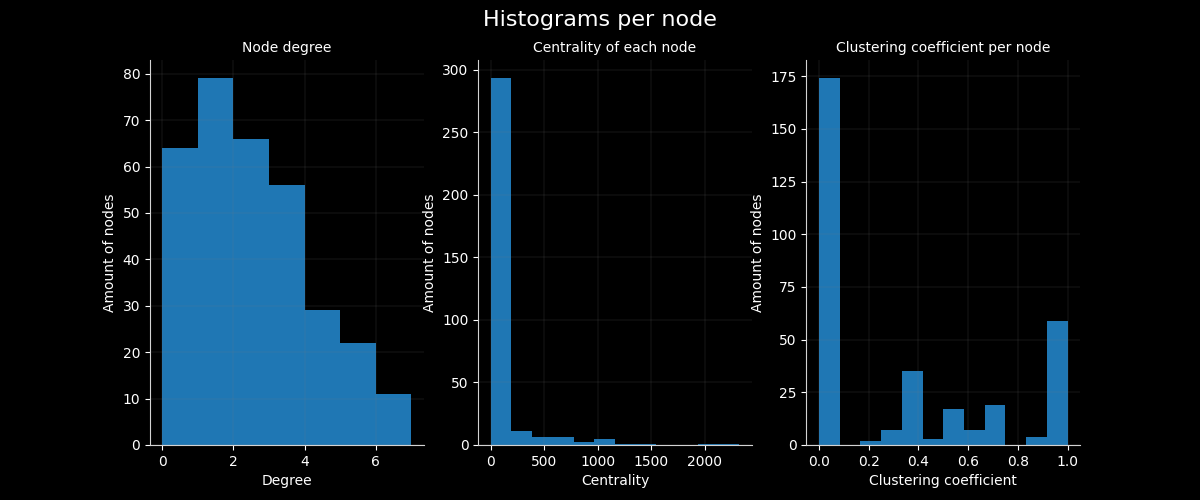 Histograms per node
Node degree
Amount of nodes
80
70
60
50
40
30
20
10
0
0 2 4 6
Degree
Centrality of each node
Amount of nodes
300
250
200
150
100
50
0
0 500 1000 1500 2000
Centrality
Clustering coefficient per node
Amount of nodes
175
150
125
100
75
50
25
0
0.0 0.2 0.4 0.6 0.8 1.0
Clustering coefficient